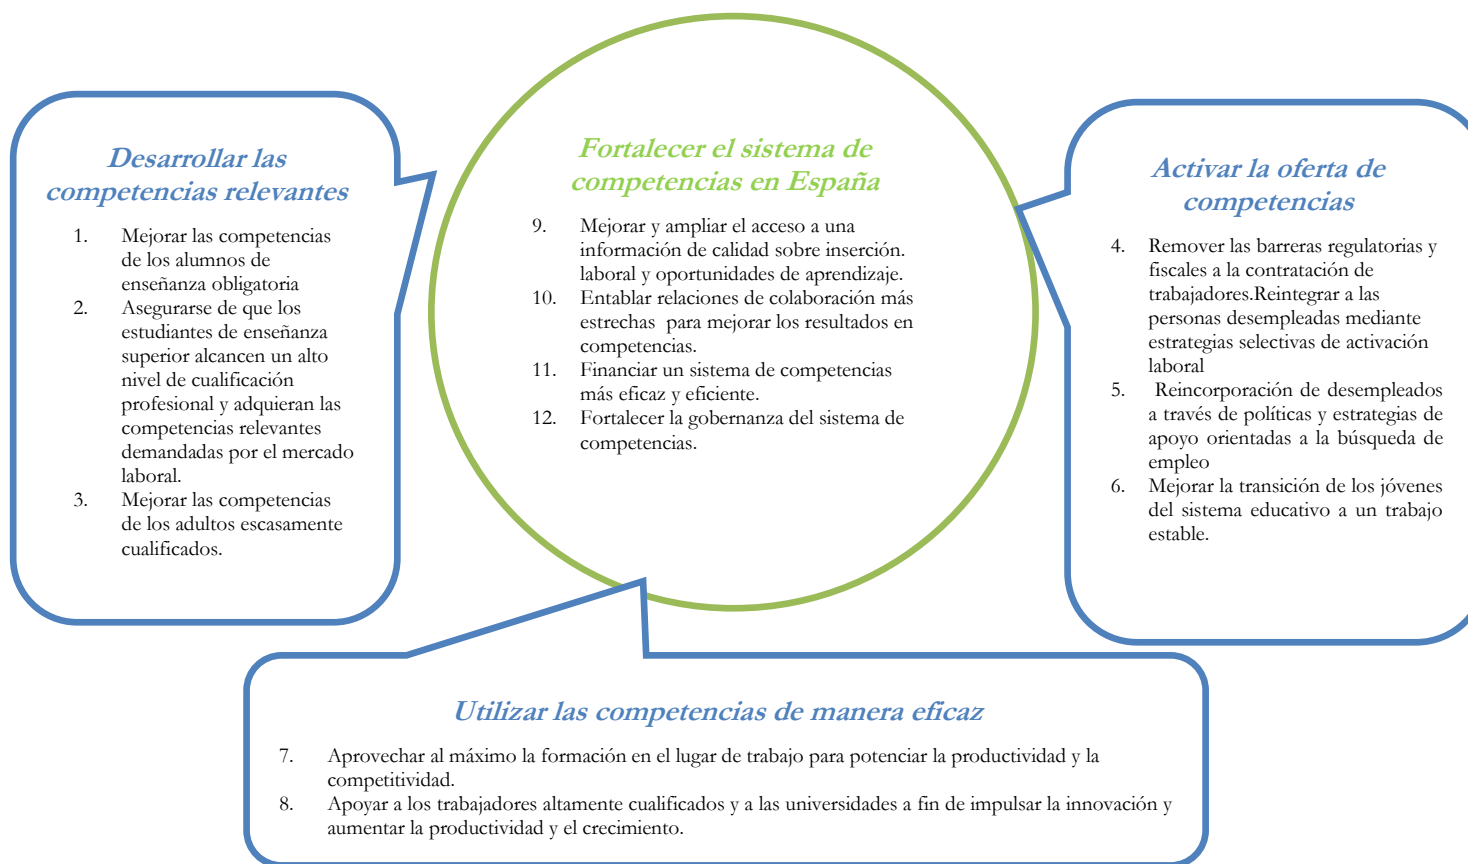 Desarrollar las
competencias relevantes
1. Mejorar las competencias
de los alumnos de
enseñanza obligatoria
2. Asegurarse de que los
estudiantes de enseñanza
superior alcancen un alto
nivel de cualificación
profesional y adquieran las
competencias relevantes
demandadas por el mercado
laboral.
3. Mejorar las competencias
de los adultos escasamente
cualificados.
Fortalecer el sistema de
competencias en España
9. Mejorar y ampliar el acceso a una
información de calidad sobre inserción.
laboral y oportunidades de aprendizaje.
10. Entablar relaciones de colaboración más
estrechas para mejorar los resultados en
competencias.
11. Financiar un sistema de competencias
más eficaz y eficiente.
12. Fortalecer la gobernanza del sistema de
competencias.
Activar la oferta de
competencias
4. Remover las barreras regulatorias y
fiscales a la contratación de
trabajadores.Reintegrar a las
personas desempleadas mediante
estrategias selectivas de activación
laboral
5. Reincorporación de desempleados
a través de políticas y estrategias de
apoyo orientadas a la búsqueda de
empleo
6. Mejorar la transición de los jóvenes
del sistema educativo a un trabajo
estable.
Utilizar las competencias de manera eficaz
7. Aprovechar al máximo la formación en el lugar de trabajo para potenciar la productividad y la
competitividad.
8. Apoyar a los trabajadores altamente cualificados y a las universidades a fin de impulsar la innovación y
aumentar la productividad y el crecimiento.